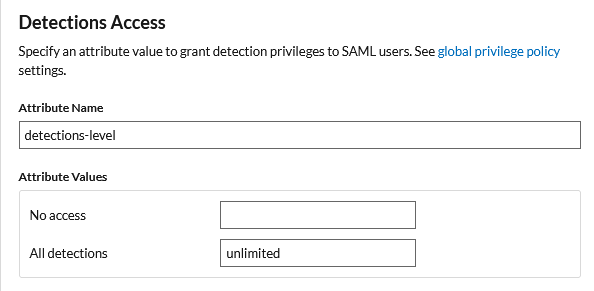 Detections Access
Specify an attribute value to grant detection privileges to SAML users. See global privilege policy
settings.
Attribute Name
detections-level
Attribute Values
No access
All detections unlimited